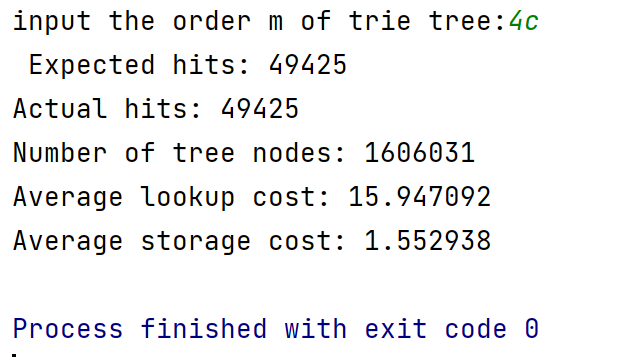 input the order m of trie tree:4c
Expected hits: 49425
Actual hits: 49425
Number of tree nodes: 1606031
Average lookup cost: 15.947092
Average storage cost: 1.552938
Process finished with exit code 0